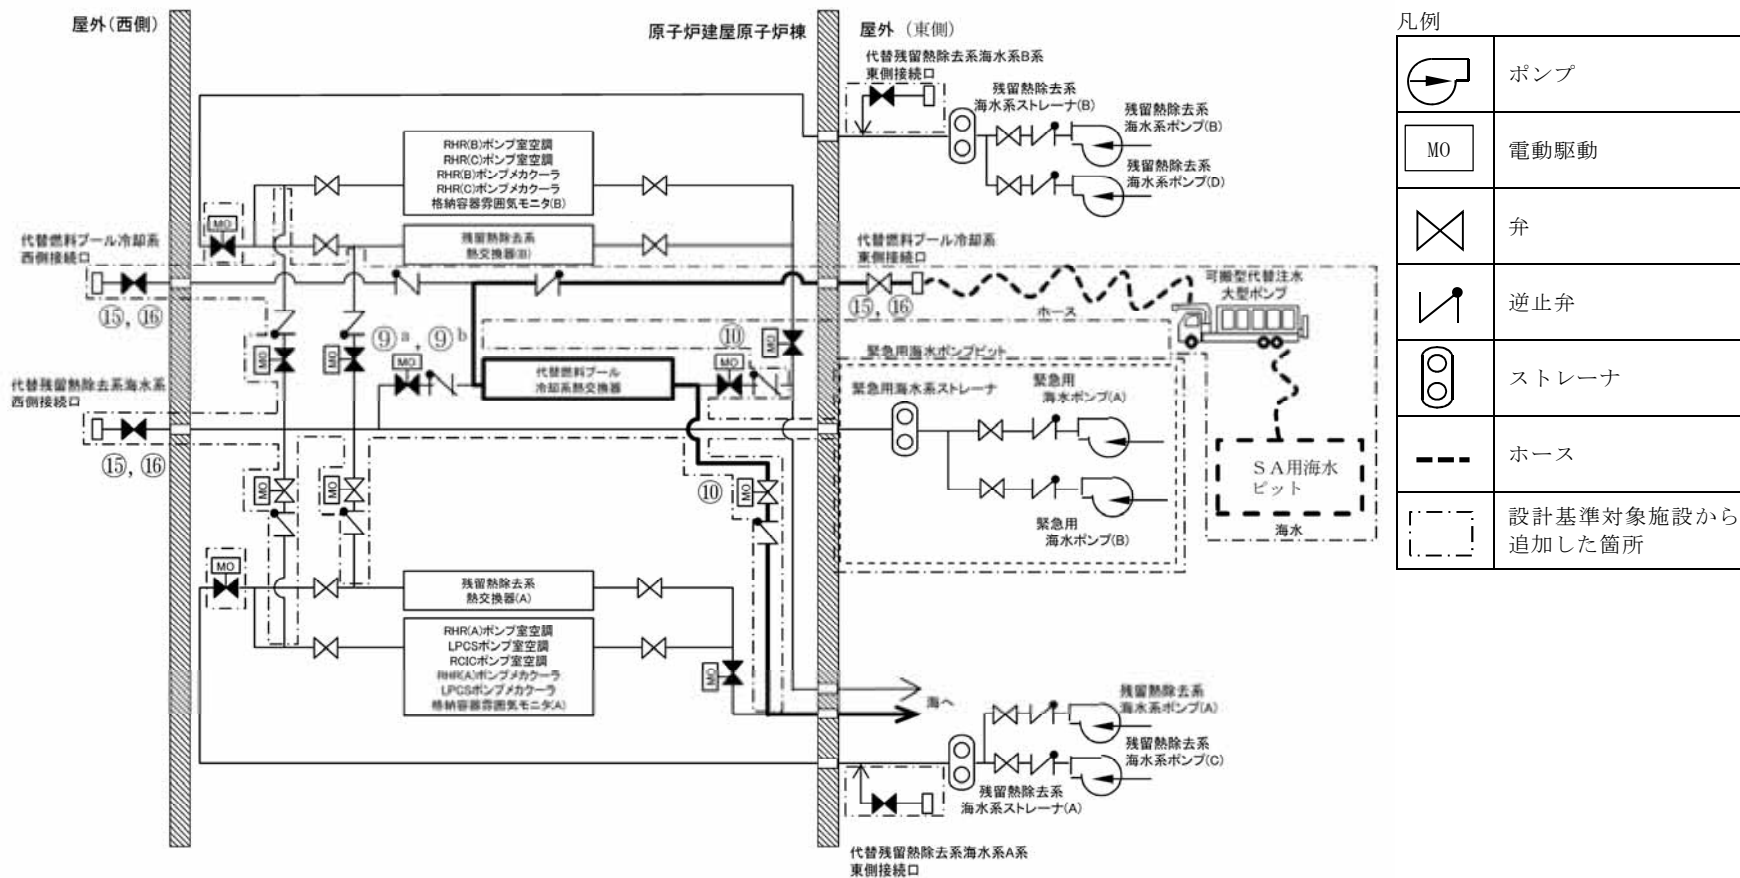 屋外(西側)
原子炉建屋原子炉棟
屋外（東側）
代替残留熱除去系海水系B系
東側接続口
残留熱除去系
海水系ストレーナ(B)
残留熱除去系
海水系ポンプ(B)
残留熱除去系
海水系ポンプ(D)
RHR(B)ポンプ室空調
RHR(C)ポンプ室空調
RHR(B)ポンプメカクーラ
RHR(C)ポンプメカクーラ
格納容器雰囲気モニタ(B)
MO
残留熱除去系
熱交換器(B)
代替燃料プール冷却系
西側接続口
代替燃料プール冷却系
東側接続口
可搬型代替注水
大型ポンプ
⑮, ⑯
⑮, ⑯
ホース
⑨a, ⑨b
⑩
MO
MO
MO
MO
MO
緊急用海水ポンプピット
代替燃料プール
冷却系熱交換器
緊急用海水系ストレーナ
緊急用
海水ポンプ(A)
代替残留熱除去系海水系
西側接続口
⑮, ⑯
SA用海水
ピット
海水
MO
MO
⑩
MO
緊急用
海水ポンプ(B)
MO
残留熱除去系
熱交換器(A)
RHR(A)ポンプ室空調
LPCSポンプ室空調
RCICポンプ室空調
RHR(A)ポンプメカクーラ
LPCSポンプメカクーラ
格納容器雰囲気モニタ(A)
MO
海へ
残留熱除去系
海水系ポンプ(A)
残留熱除去系
海水系ポンプ(C)
残留熱除去系
海水系ストレーナ(A)
代替残留熱除去系海水系A系
東側接続口
凡例
ポンプ
MO
電動駆動
弁
逆止弁
ストレーナ
ホース
設計基準対象施設から
追加した箇所